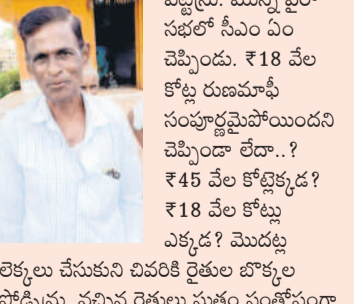 సభలో సీఎం ఏం
చెప్పిండు. ₹18 వేల
కోట్ల రుణమాఫీ
సంపూర్ణమైపోయిందని
చెప్పిండా లేదా..?
₹45 వేల కోట్లెక్కడ?
₹18 వేల కోట్లు
ఎక్కడ? మొదట్ల
లెక్కలు చేసుకుని చివరికి రైతుల బొక్కల